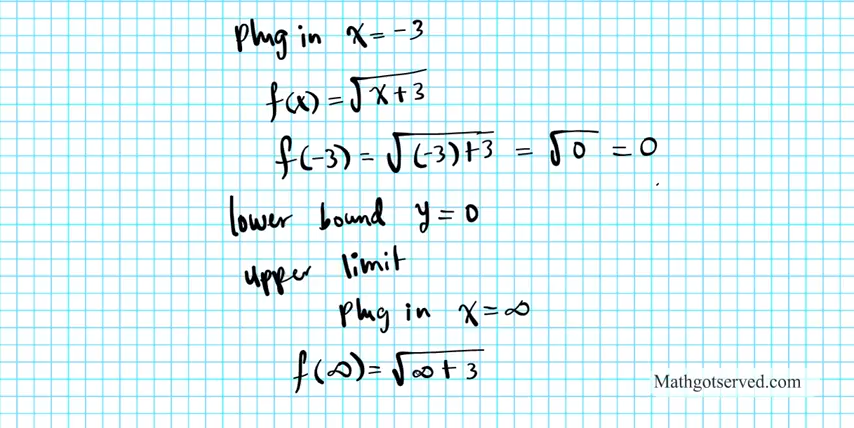 plug in x = -3
f(x) = √x+3
f(-3) = √(-3)+3 = √0 = 0
lower bound y = 0
upper limit
plug in x = ∞
f(∞) = √∞+3
Mathgotserved.com